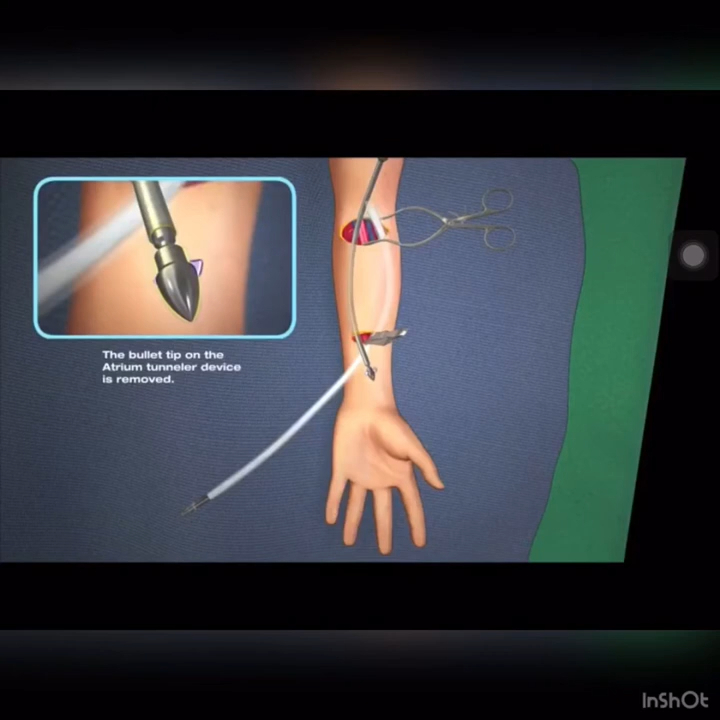 The bullet tip on the
Atrium tunneler device
is removed.
InShOt